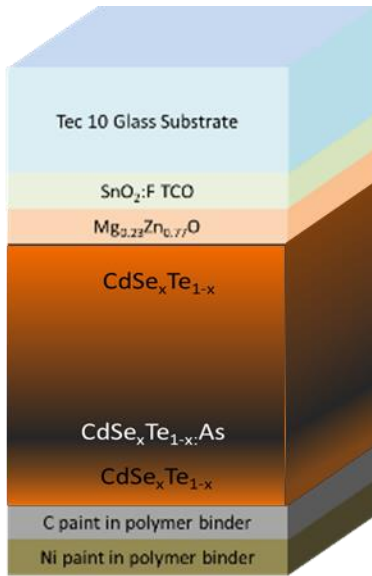 Tec 10 Glass Substrate
SnO₂:F TCO
Mg₀.₂₃Zn₀.₇₇O
CdSeₓTe₁₋ₓ
CdSeₓTe₁₋ₓ:As
CdSeₓTe₁₋ₓ
C paint in polymer binder
Ni paint in polymer binder